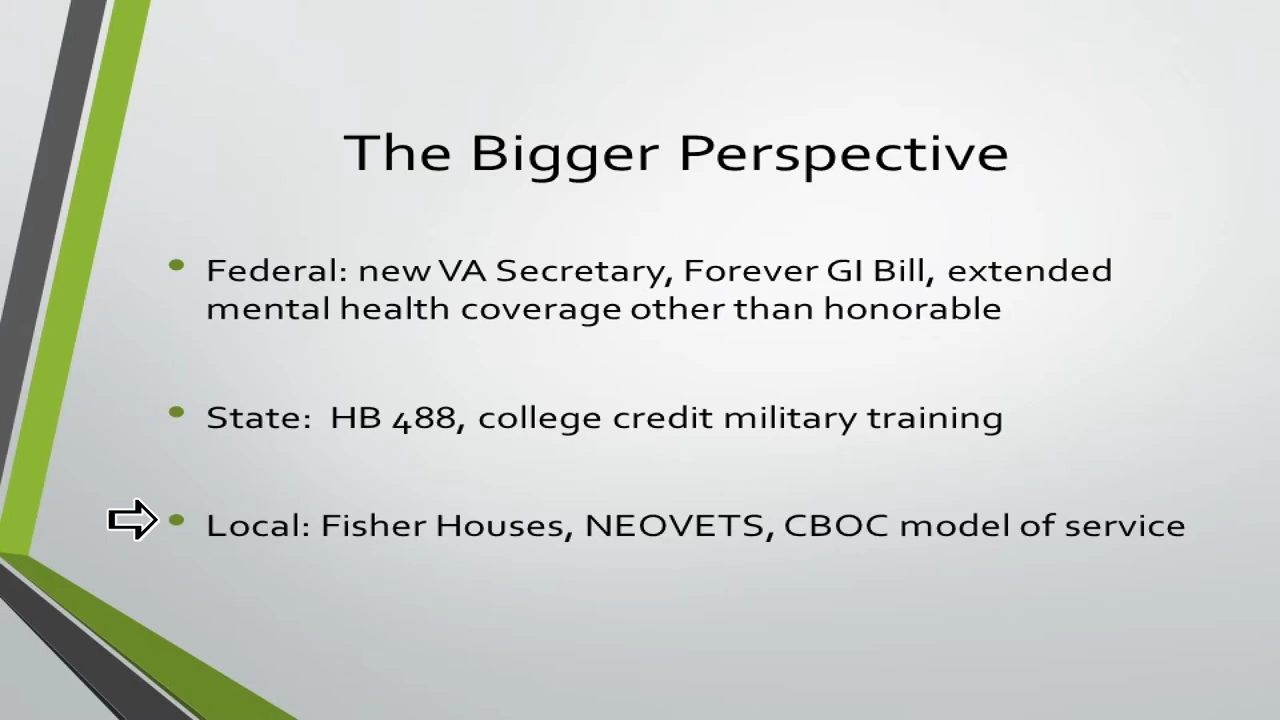 The Bigger Perspective
• Federal: new VA Secretary, Forever GI Bill, extended
mental health coverage other than honorable
• State:  HB 488, college credit military training
• Local: Fisher Houses, NEOVETS, CBOC model of service